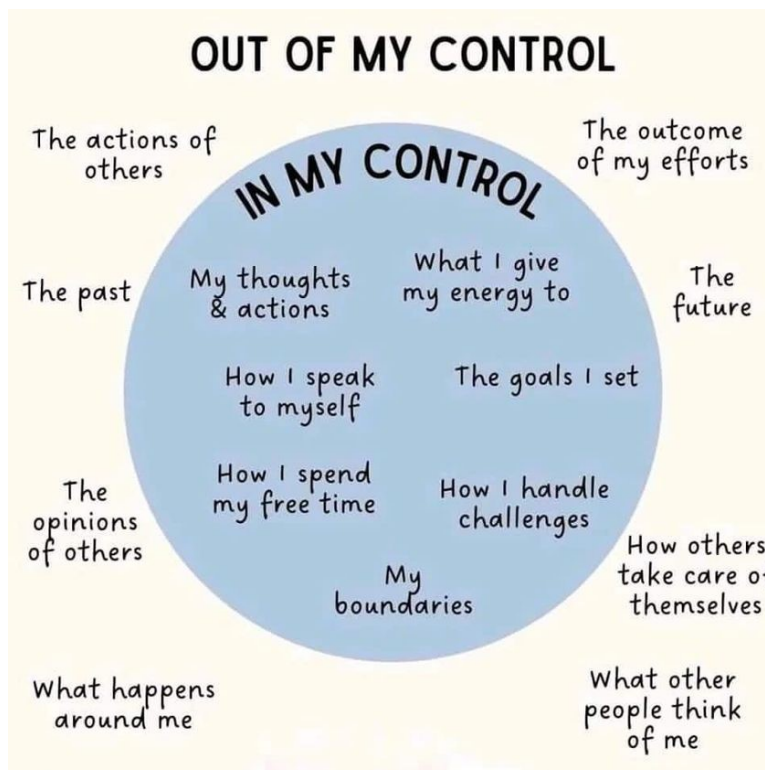 OUT OF MY CONTROL
The actions of
others
The outcome
of my efforts
IN MY CONTROL
The past
My thoughts
& actions
What I give
my energy to
The
future
How I speak
to myself
The goals I set
The
opinions
of others
How I spend
my free time
How I handle
challenges
How others
take care o
themselves
My
boundaries
What happens
around me
What other
people think
of me